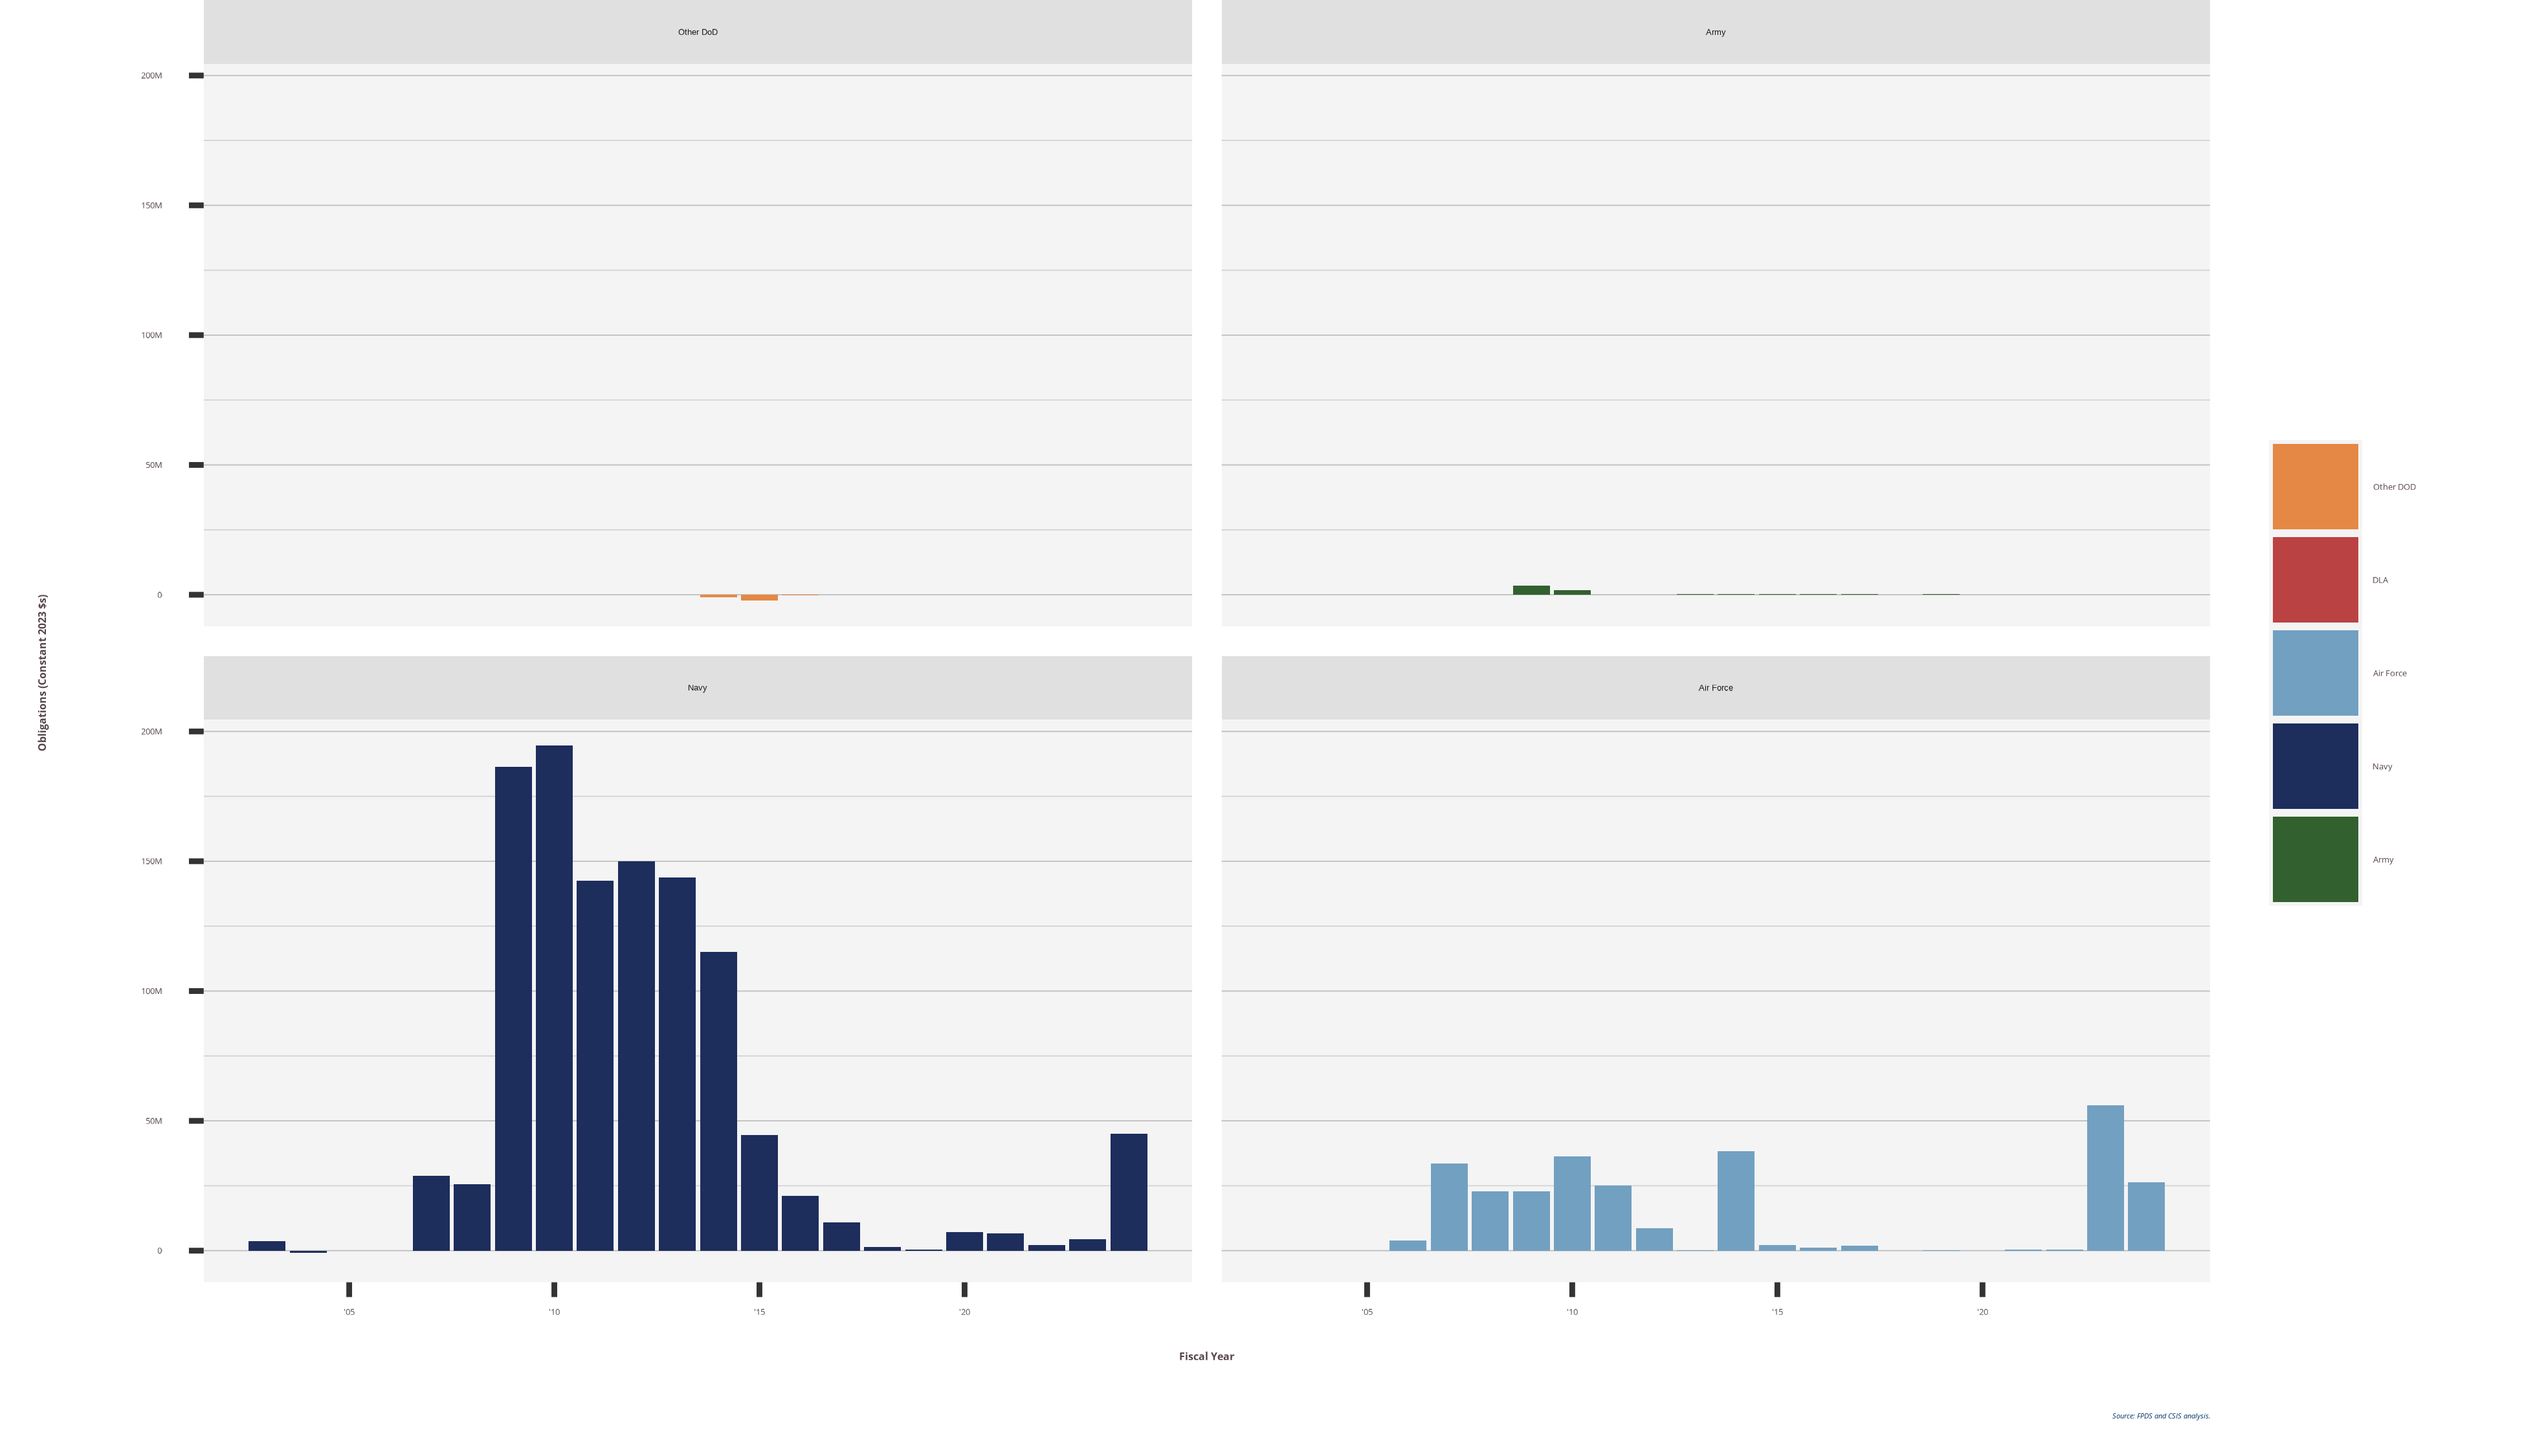 Other DoD
Army
200M
150M
100M
50M
0
Obligations (Constant 2023 $s)
Navy
Air Force
200M
150M
100M
50M
0
'05
'10
'15
'20
'05
'10
'15
'20
Fiscal Year
Other DOD
DLA
Air Force
Navy
Army
Source: FPDS and CSIS analysis.